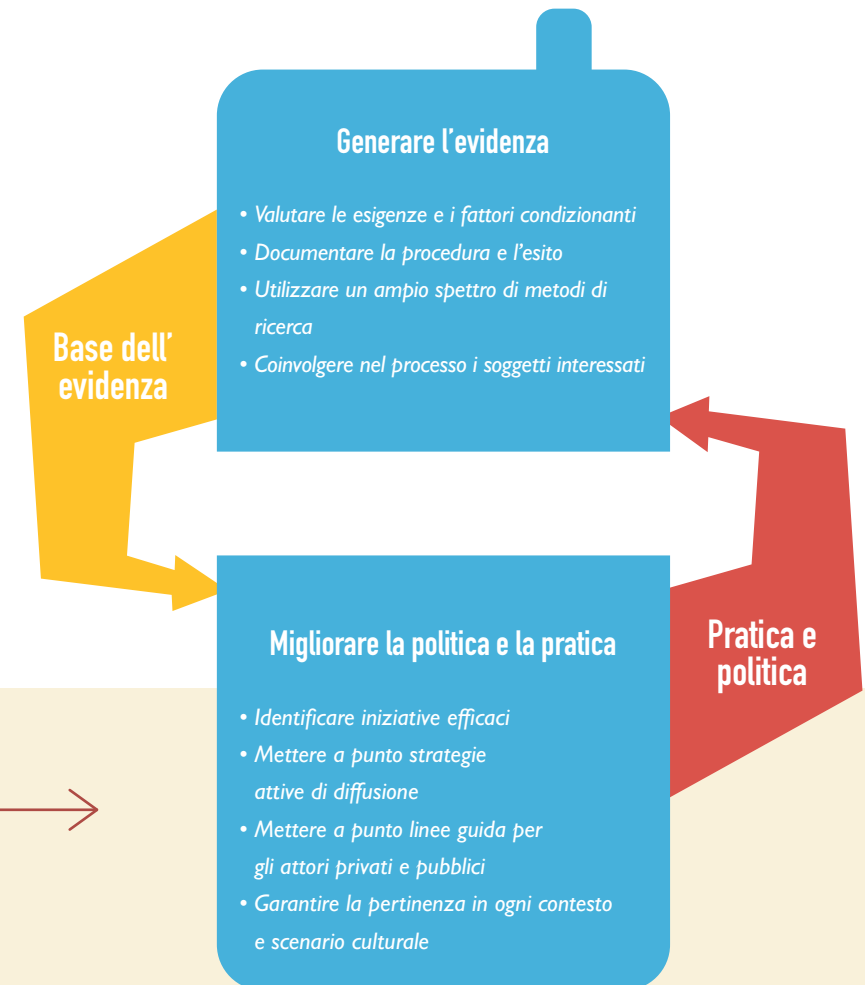 Generare l'evidenza
• Valutare le esigenze e i fattori condizionanti
• Documentare la procedura e l'esito
• Utilizzare un ampio spettro di metodi di
ricerca
• Coinvolgere nel processo i soggetti interessati
Base dell'
evidenza
Migliorare la politica e la pratica
• Identificare iniziative efficaci
• Mettere a punto strategie
attive di diffusione
• Mettere a punto linee guida per
gli attori privati e pubblici
• Garantire la pertinenza in ogni contesto
e scenario culturale
Pratica e
politica